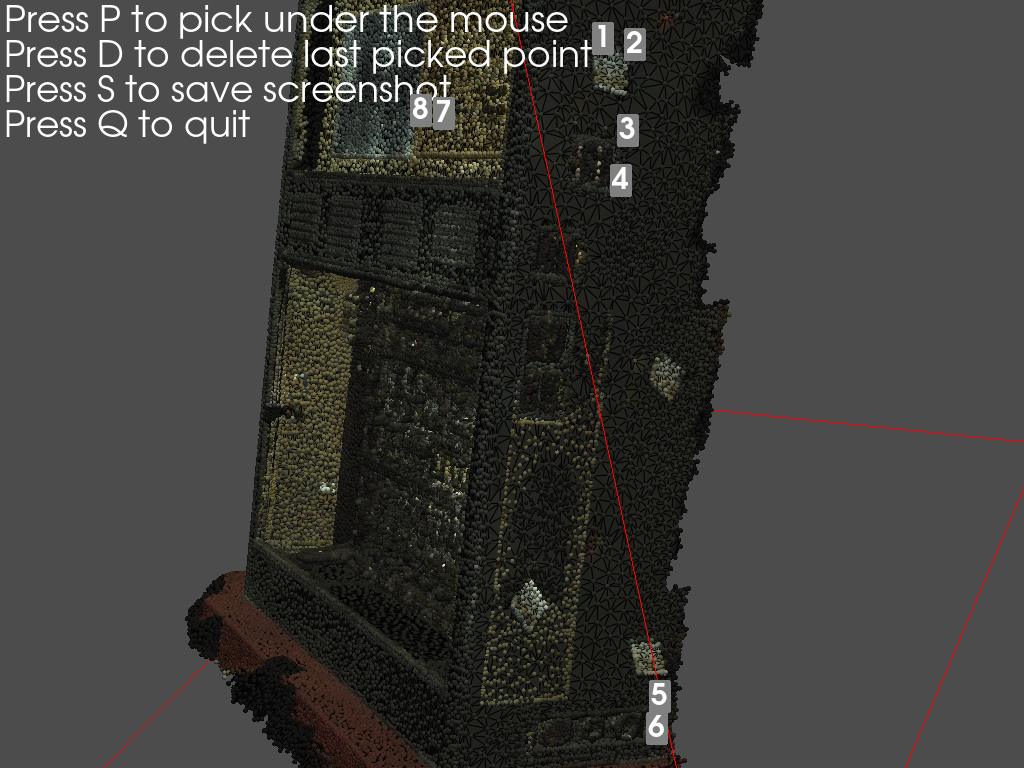 Press P to pick under the mouse
Press D to delete last picked point
Press S to save screenshot
Press Q to quit
1 2
8 7
3
4
5
6